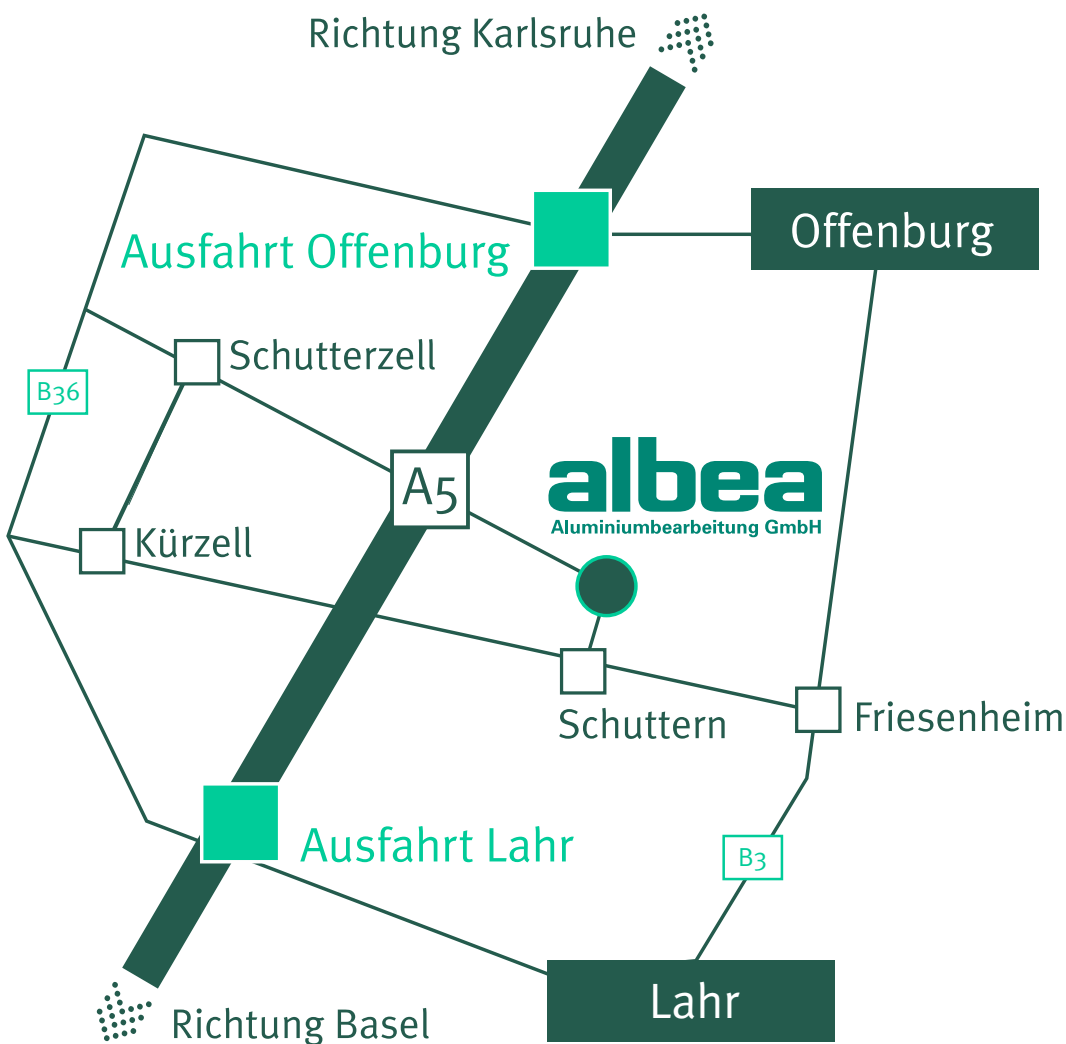 Richtung Karlsruhe
Offenburg
Ausfahrt Offenburg
Schutterzell
B36
A5
albea
Aluminiumbearbeitung GmbH
Kürzell
Schuttern
Friesenheim
Ausfahrt Lahr
B3
Lahr
Richtung Basel